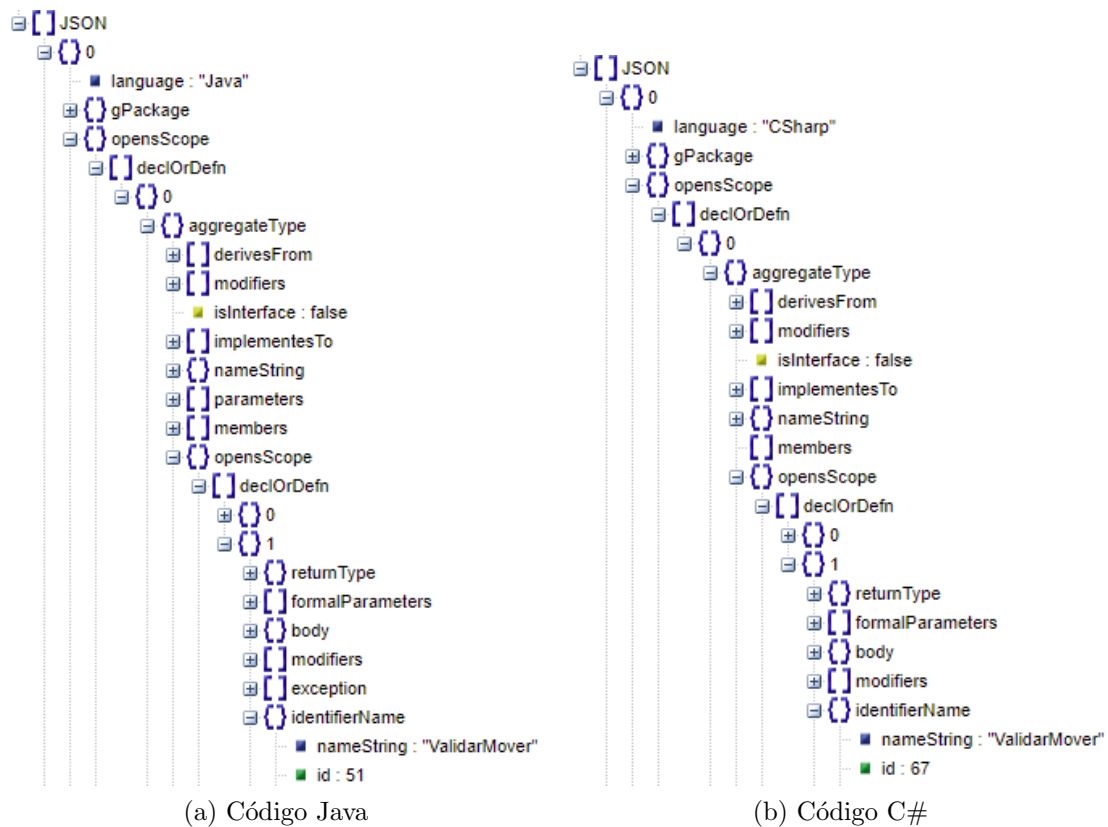 JSON
0
language : "Java"
gPackage
opensScope
declOrDefn
0
aggregateType
derivesFrom
modifiers
isInterface : false
implementesTo
nameString
parameters
members
opensScope
declOrDefn
0
1
returnType
formalParameters
body
modifiers
exception
identifierName
nameString : "ValidarMover"
id : 51
(a) Código Java
JSON
0
language : "CSharp"
gPackage
opensScope
declOrDefn
0
aggregateType
derivesFrom
modifiers
isInterface : false
implementesTo
nameString
members
opensScope
declOrDefn
0
1
returnType
formalParameters
body
modifiers
identifierName
nameString : "ValidarMover"
id : 67
(b) Código C#